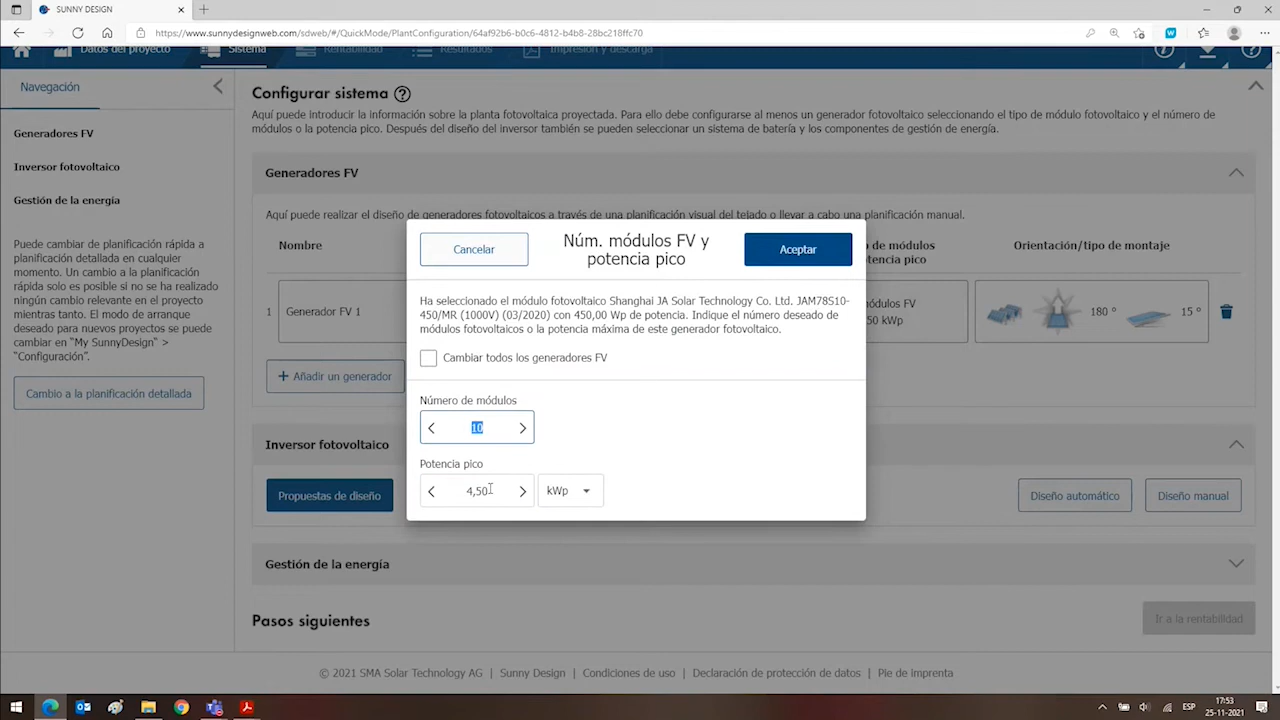 SUNNY DESIGN
https://www.sunnydesignweb.com/sdweb/#/QuickMode/PlantConfiguration/64af92b6-b0c6-4812-b4b8-28bc218ffc70
Datos del proyecto
Sistema
Rentabilidad
Resultados
Impresión y descarga
Navegación
Generadores FV
Inversor fotovoltaico
Gestión de la energía
Puede cambiar de planificación rápida a
planificación detallada en cualquier
momento. Un cambio a la planificación
rápida solo es posible si no se ha realizado
ningún cambio relevante en el proyecto
mientras tanto. El modo de arranque
deseado para nuevos proyectos se puede
cambiar en "My SunnyDesign" >
"Configuración".
Cambio a la planificación detallada
Configurar sistema
Aquí puede introducir la información sobre la planta fotovoltaica proyectada. Para ello debe configurarse al menos un generador fotovoltaico seleccionando el tipo de módulo fotovoltaico y el número de
módulos o la potencia pico. Después del diseño del inversor también se pueden seleccionar un sistema de batería y los componentes de gestión de energía.
Generadores FV
Aquí puede realizar el diseño de generadores fotovoltaicos a través de una planificación visual del tejado o llevar a cabo una planificación manual.
Nombre
de módulos
Orientación/tipo de montaje
1
Generador FV 1
FV
kWp
180 °
15 °
+ Añadir un generador
Cancelar
Núm. módulos FV y
potencia pico
Aceptar
Ha seleccionado el módulo fotovoltaico Shanghai JA Solar Technology Co. Ltd. JAM78S10-
450/MR (1000V) (03/2020) con 450,00 Wp de potencia. Indique el número deseado de
módulos fotovoltaicos o la potencia máxima de este generador fotovoltaico.
Cambiar todos los generadores FV
Número de módulos
10
Potencia pico
4,50
kWp
Inversor fotovoltaico
Propuestas de diseño
Diseño automático
Diseño manual
Gestión de la energía
Pasos siguientes
Ir a la rentabilidad
© 2021 SMA Solar Technology AG | Sunny Design | Condiciones de uso | Declaración de protección de datos | Pie de imprenta
ESP
17:53
25-11-2021